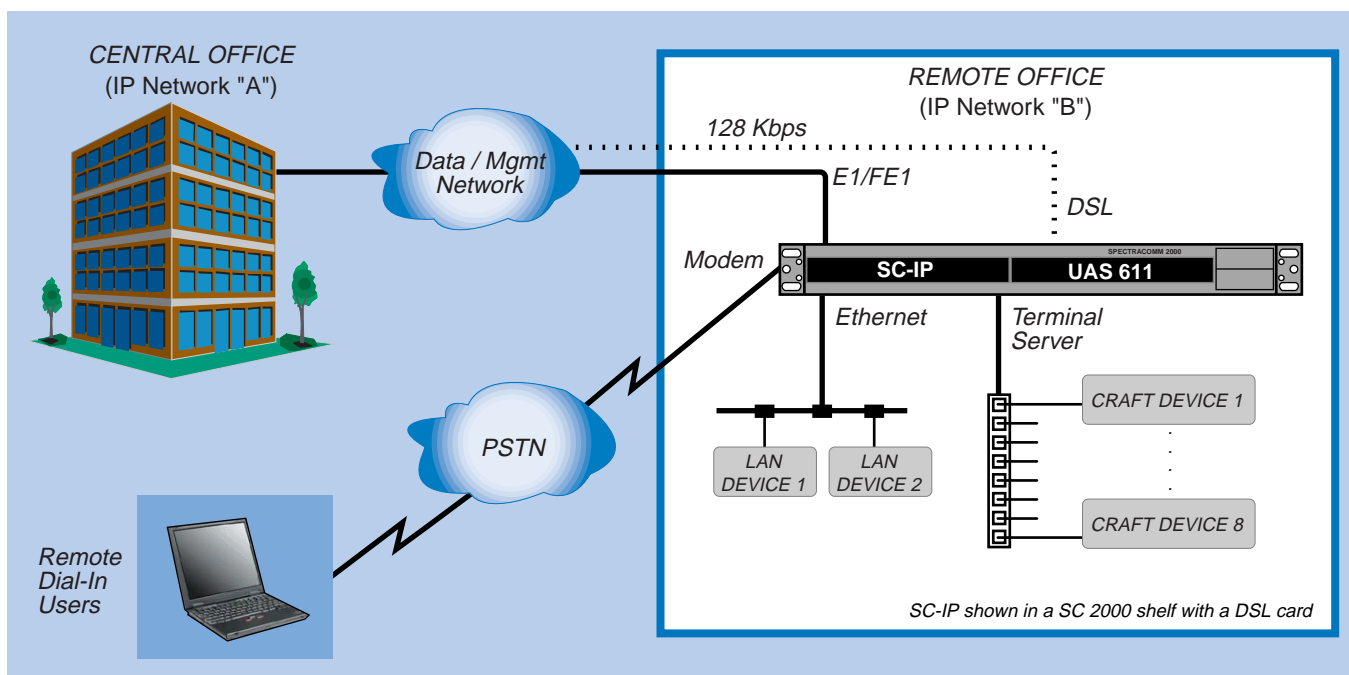 CENTRAL OFFICE
(IP Network "A")
REMOTE OFFICE
(IP Network "B")
128 Kbps
Data / Mgmt
Network
E1/FE1
DSL
SPECTRACOMM 2000
Modem
SC-IP
UAS 611
Ethernet
Terminal
Server
CRAFT DEVICE 1
PSTN
LAN
DEVICE 1
LAN
DEVICE 2
CRAFT DEVICE 8
Remote
Dial-In
Users
SC-IP shown in a SC 2000 shelf with a DSL card